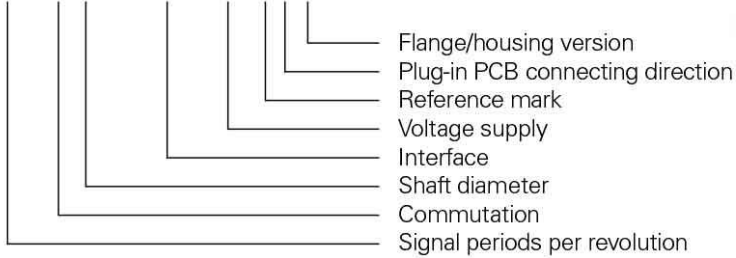 Flange/housing version
Plug-in PCB connecting direction
Reference mark
Voltage supply
Interface
Shaft diameter
Commutation
Signal periods per revolution